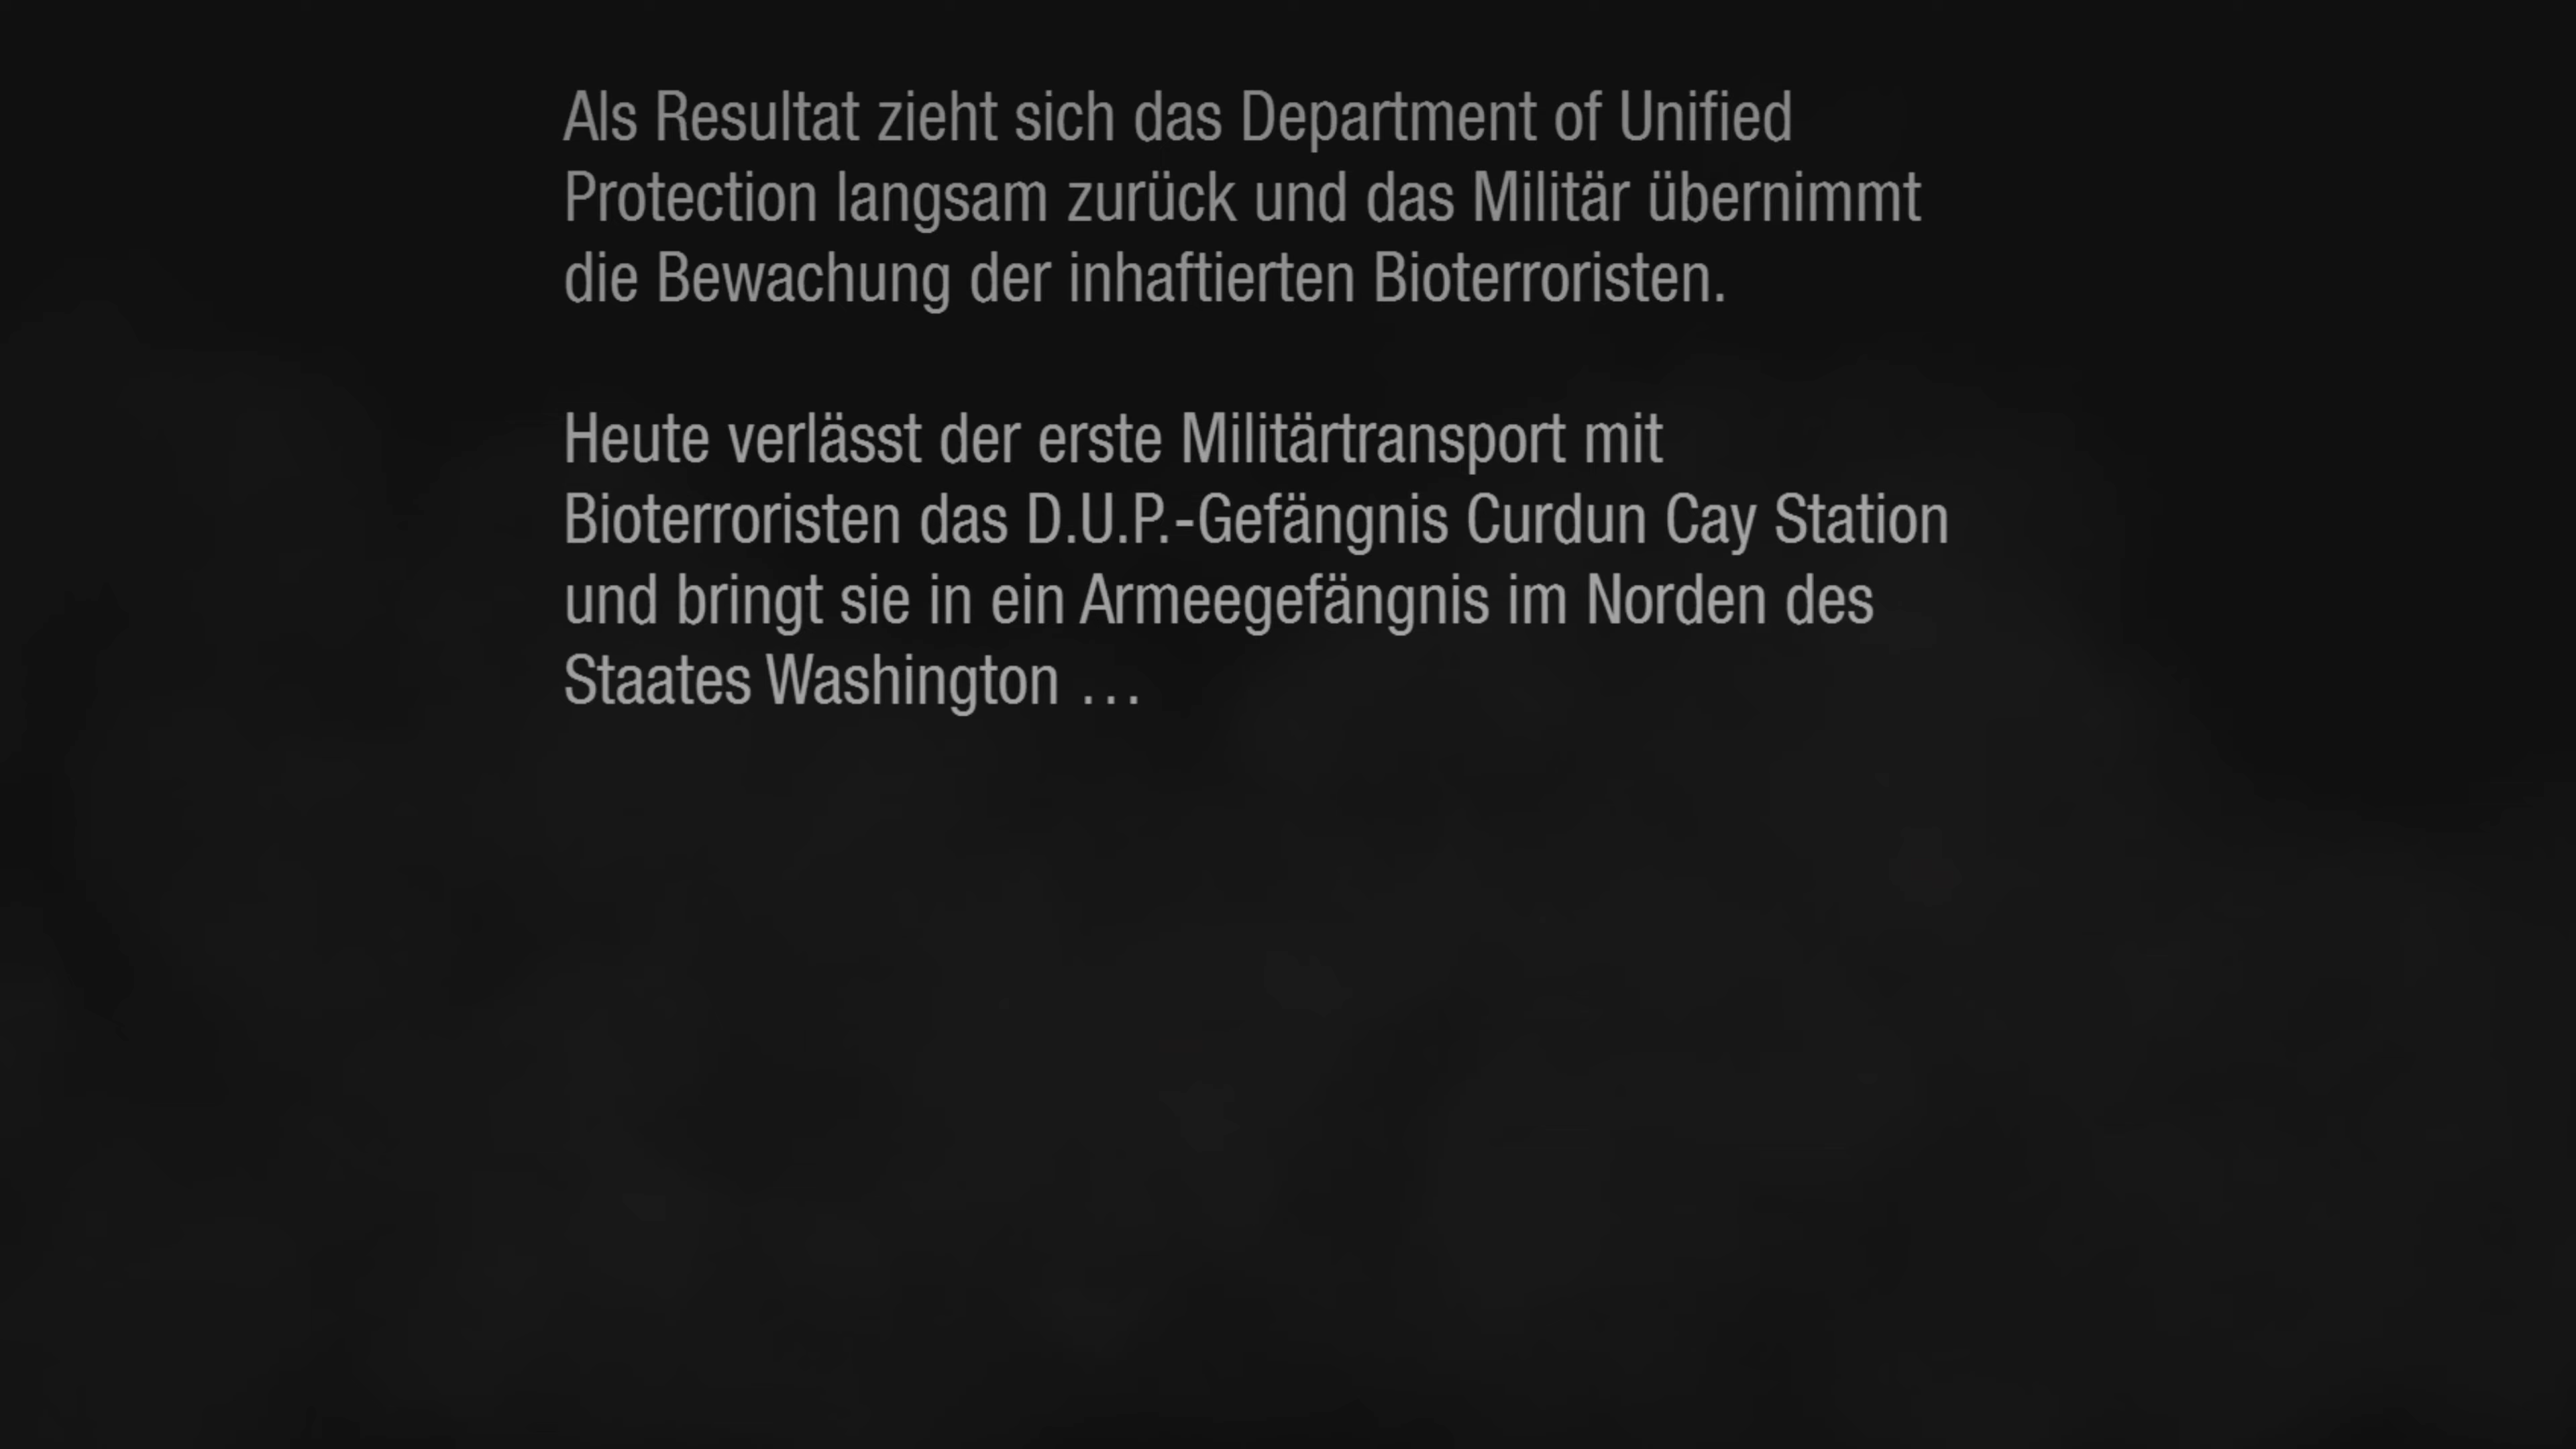 Als Resultat zieht sich das Department of Unified
Protection langsam zurück und das Militär übernimmt
die Bewachung der inhaftierten Bioterroristen.
Heute verlässt der erste Militärtransport mit
Bioterroristen das D.U.P.-Gefängnis Curdun Cay Station
und bringt sie in ein Armeegefängnis im Norden des
Staates Washington …